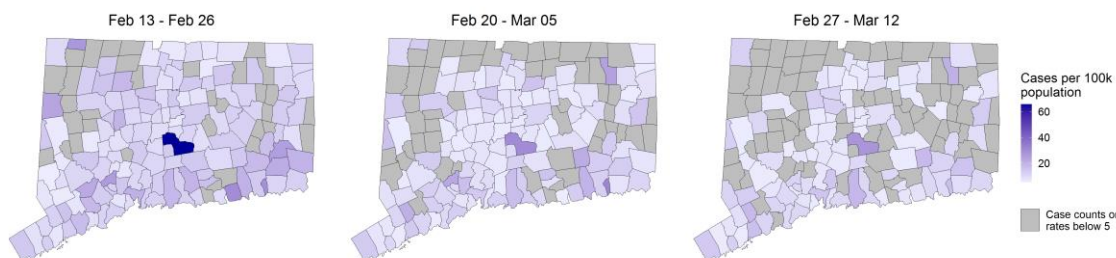 Feb 13 - Feb 26
Feb 20 - Mar 05
Feb 27 - Mar 12
Cases per 100k
population
60
40
20
Case counts or
rates below 5